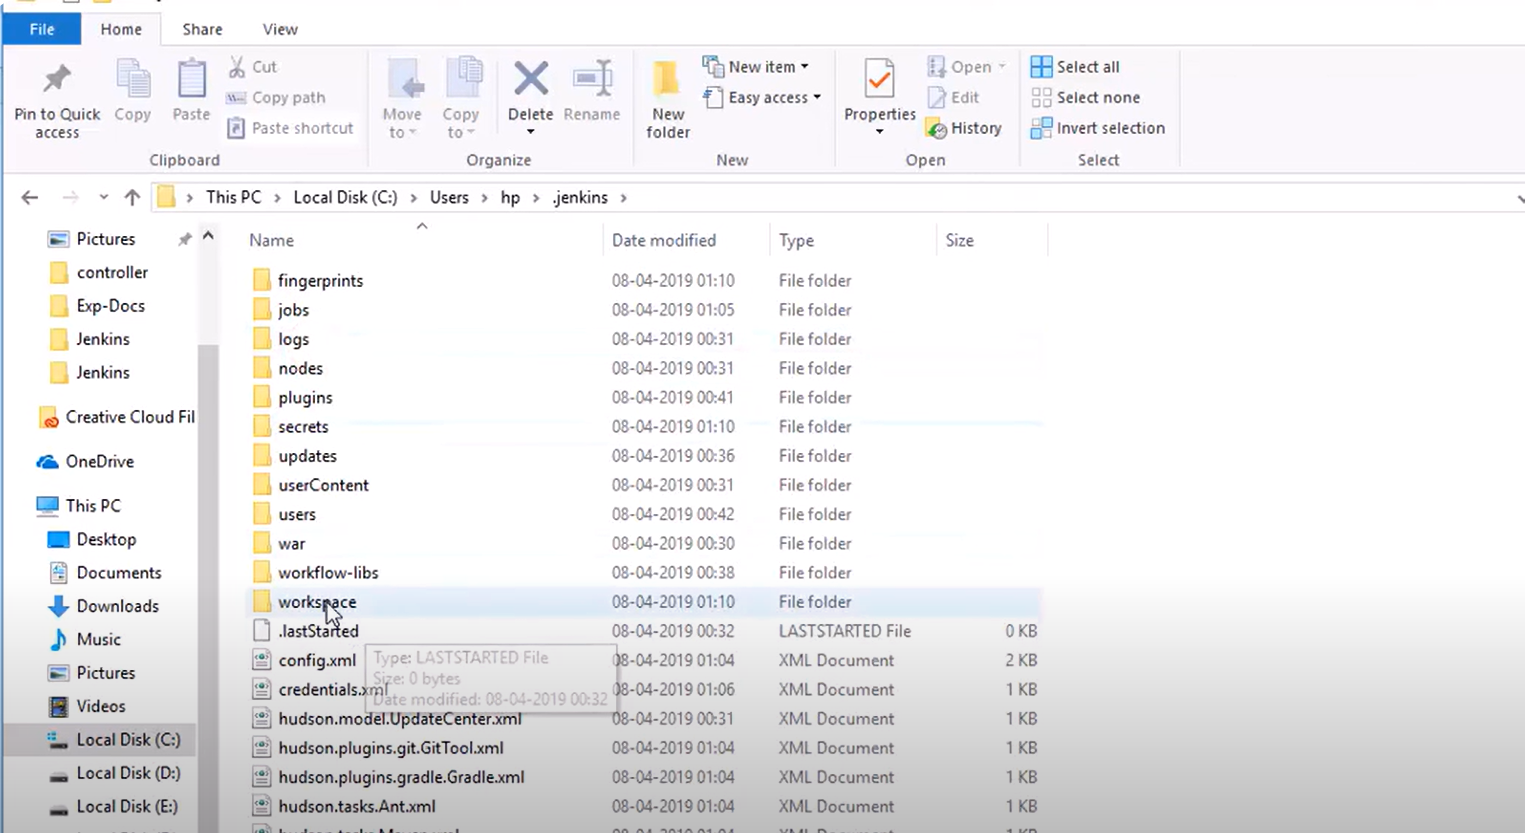 File Home Share View
Pin to Quick access
Copy
Paste
Cut
Copy path
Paste shortcut
Clipboard
Move to
Copy to
Delete
Rename
Organize
New folder
New item
Easy access
New
Properties
Open
Edit
History
Open
Select all
Select none
Invert selection
Select
This PC > Local Disk (C:) > Users > hp > .jenkins >
Pictures
controller
Exp-Docs
Jenkins
Jenkins
Creative Cloud Fil
OneDrive
This PC
Desktop
Documents
Downloads
Music
Pictures
Videos
Local Disk (C:)
Local Disk (D:)
Local Disk (E:)
Name Date modified Type Size
fingerprints 08-04-2019 01:10 File folder
jobs 08-04-2019 01:05 File folder
logs 08-04-2019 00:31 File folder
nodes 08-04-2019 00:31 File folder
plugins 08-04-2019 00:41 File folder
secrets 08-04-2019 01:10 File folder
updates 08-04-2019 00:36 File folder
userContent 08-04-2019 00:31 File folder
users 08-04-2019 00:42 File folder
war 08-04-2019 00:30 File folder
workflow-libs 08-04-2019 00:38 File folder
workspace 08-04-2019 01:10 File folder
.lastStarted 08-04-2019 00:32 LASTSTARTED File 0 KB
config.xml 08-04-2019 01:04 XML Document 2 KB
credentials.xml 08-04-2019 01:06 XML Document 1 KB
hudson.model.UpdateCenter.xml 08-04-2019 00:31 XML Document 1 KB
hudson.plugins.git.GitTool.xml 08-04-2019 01:04 XML Document 1 KB
hudson.plugins.gradle.Gradle.xml 08-04-2019 01:04 XML Document 1 KB
hudson.tasks.Ant.xml 08-04-2019 01:04 XML Document 1 KB
Type: LASTSTARTED File
Size: 0 bytes
Date modified: 08-04-2019 00:32